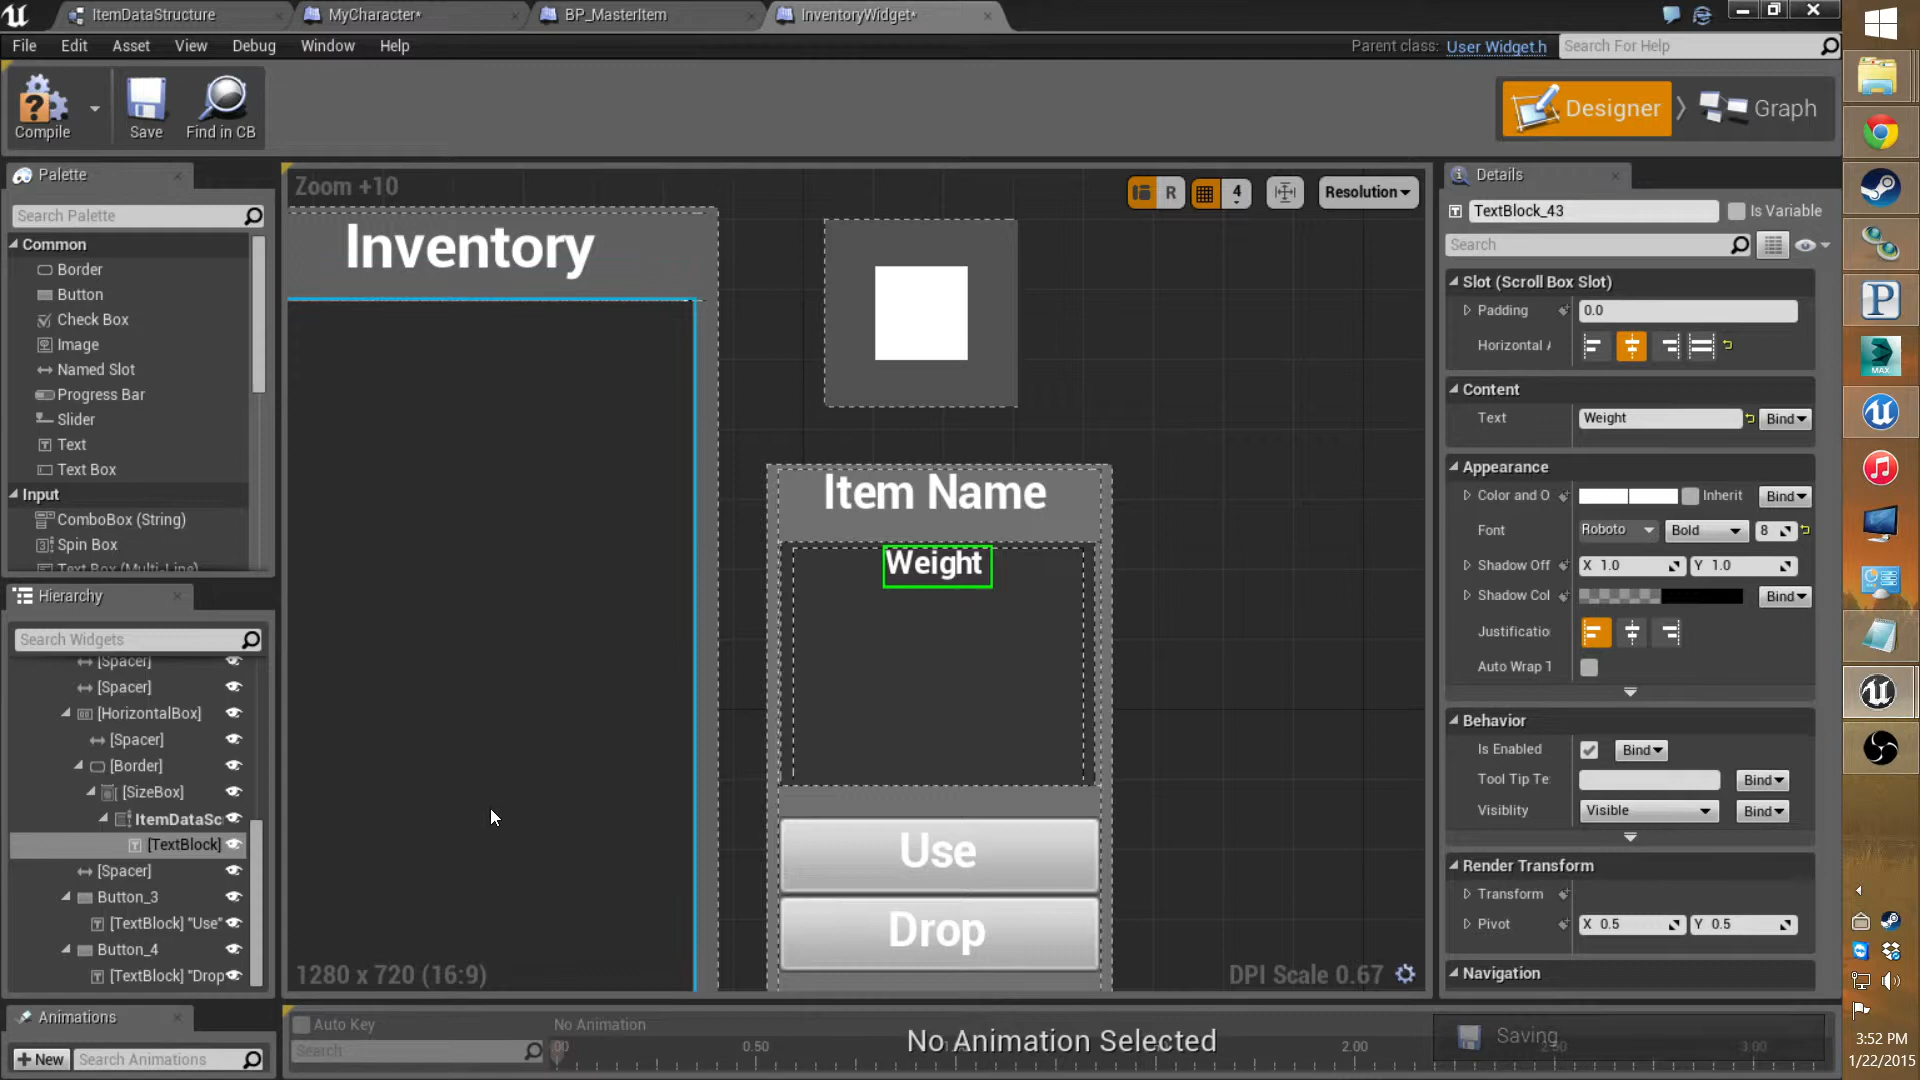 ItemDataStructure
MyCharacter*
BP_MasterItem
InventoryWidget*
File
Edit
Asset
View
Debug
Window
Help
Parent class:
User Widget.h
Search For Help
Compile
Save
Find in CB
Designer
Graph
Palette
Search Palette
Common
Border
Button
Check Box
Image
Named Slot
Progress Bar
Slider
Text
Text Box
Input
ComboBox (String)
Spin Box
Text Box (Multi-Line)
Hierarchy
Search Widgets
[Spacer]
[Spacer]
[HorizontalBox]
[Spacer]
[Border]
[SizeBox]
ItemDataSc
[TextBlock]
[Spacer]
Button_3
[TextBlock] "Use"
Button_4
[TextBlock] "Drop
Animations
New
Search Animations
Zoom +10
R
4
Resolution
Inventory
Item Name
Weight
Use
Drop
1280 x 720 (16:9)
DPI Scale 0.67
Auto Key
Search
No Animation
0.50
No Animation Selected
2.00
3.00
Saving
Details
TextBlock_43
Is Variable
Search
Slot (Scroll Box Slot)
Padding
0.0
Horizontal A
Content
Text
Weight
Bind
Appearance
Color and O
Inherit
Bind
Font
Roboto
Bold
8
Shadow Off
X 1.0
Y 1.0
Shadow Col
Bind
Justificatio
Auto Wrap T
Behavior
Is Enabled
Bind
Tool Tip Te
Bind
Visiblity
Visible
Bind
Render Transform
Transform
Pivot
X 0.5
Y 0.5
Navigation
MAX
3:52 PM
1/22/2015